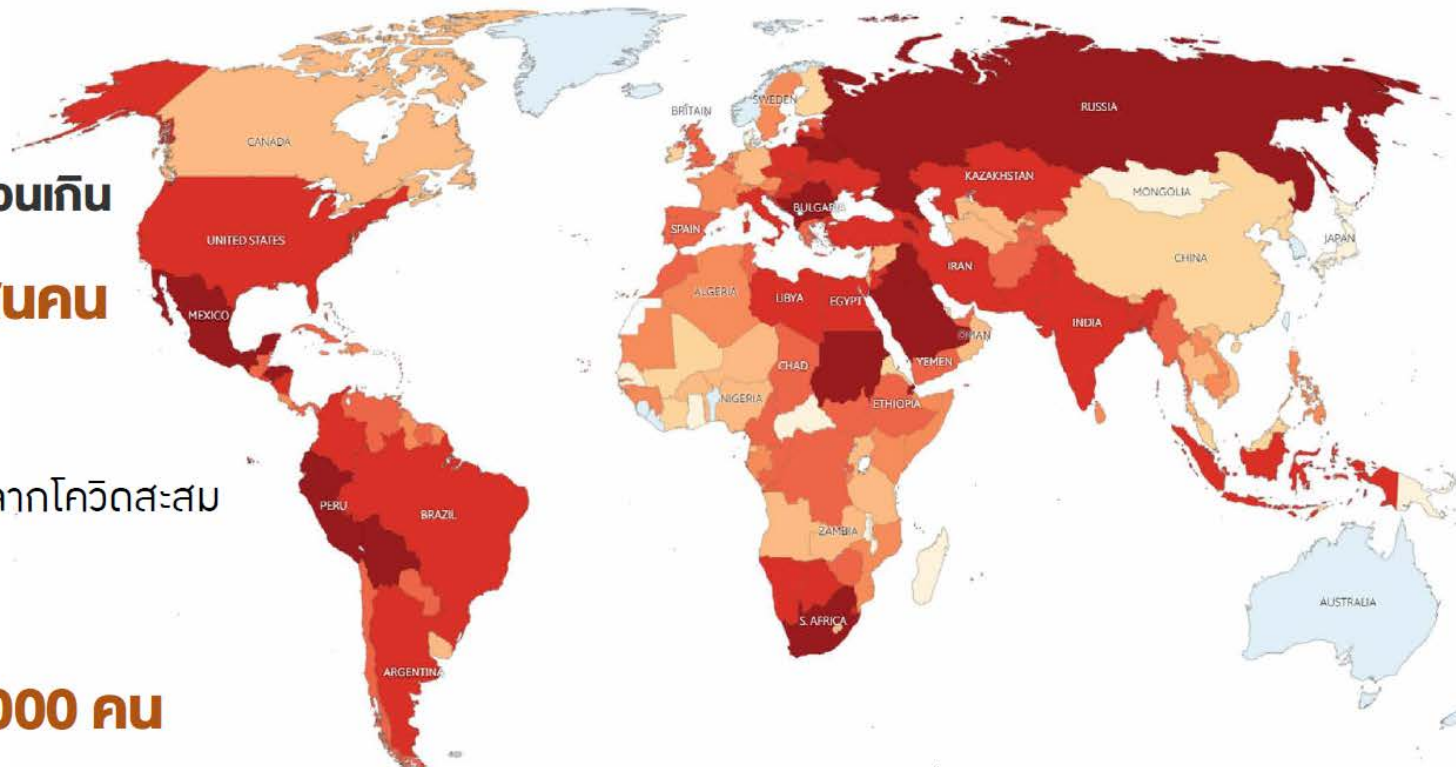 วนเกิน
นคน
ากโควิดสะสม
000 คน
CANADA
UNITED STATES
MEXICO
PERU
BRAZIL
ARGENTINA
BRITAIN
SWEDEN
RUSSIA
KAZAKHSTAN
MONGOLIA
BULGARIA
SPAIN
JAPAN
CHINA
IRAN
ALGERIA
LIBYA
EGYPT
INDIA
OMAN
CHAD
YEMEN
NIGERIA
ETHIOPIA
ZAMBIA
S. AFRICA
AUSTRALIA